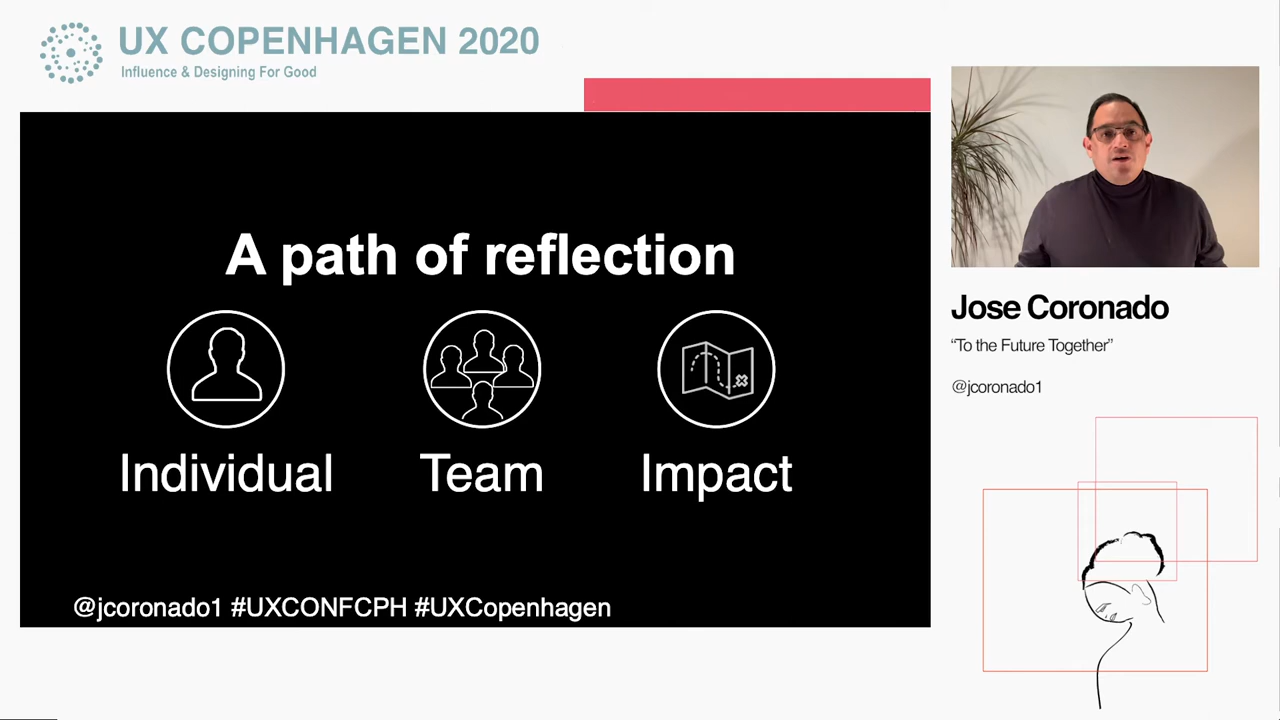 UX COPENHAGEN 2020
Influence & Designing For Good
A path of reflection
Individual
Team
Impact
@jcoronado1 #UXCONFCPH #UXCopenhagen
Jose Coronado
“To the Future Together”
@jcoronado1